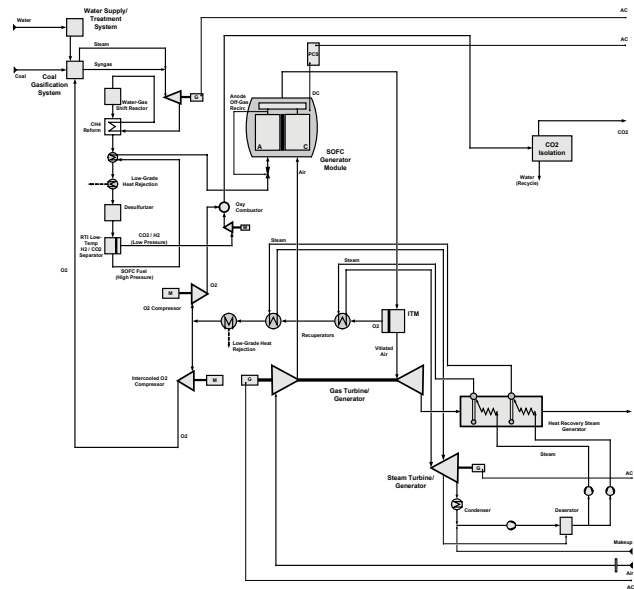 Water Supply/
Treatment
System
Water
AC
Steam
AC
PCS
Syngas
Coal
Coal
Gasification
System
G
DC
Anode
Off-Gas
Recirc
Water-Gas
Shift Reactor
CH4
Reform
A
C
SOFC
Generator
Module
CO2
Isolation
CO2
Air
Low-Grade
Heat Rejection
Water
(Recycle)
Desulfurizer
Oxy
Combustor
M
RTI Low-
Temp
H2 / CO2
Separator
CO2 / H2
(Low Pressure)
Steam
O2
SOFC Fuel
(High Pressure)
Steam
O2
M
O2 Compressor
ITM
O2
Recuperators
Low-Grade Heat
Rejection
Vitiated
Air
Intercooled O2
Compressor
M
G
Gas Turbine/
Generator
Heat Recovery Steam
Generator
O2
Steam
G
Steam Turbine/
Generator
AC
Condenser
Deaerator
Makeup
Air
AC